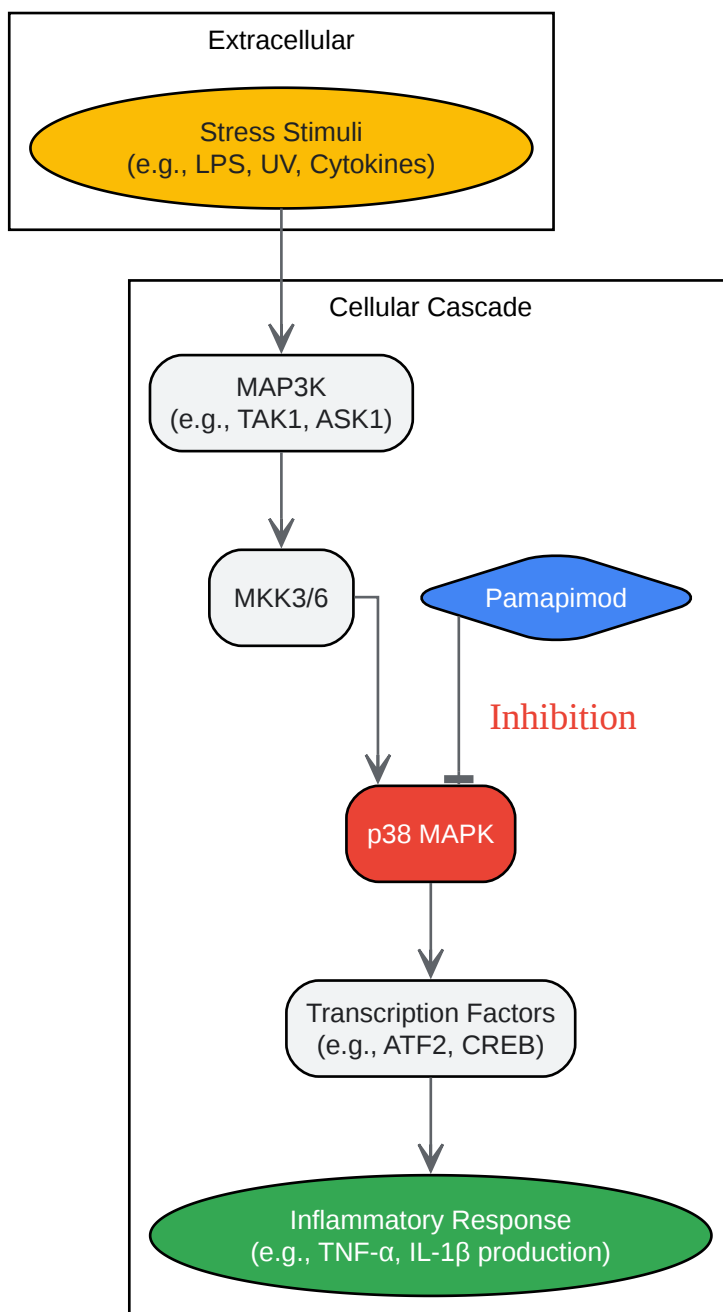 Extracellular
Stress Stimuli
(e.g., LPS, UV, Cytokines)
Cellular Cascade
MAP3K
(e.g., TAK1, ASK1)
MKK3/6
Pamapimod
Inhibition
p38 MAPK
Transcription Factors
(e.g., ATF2, CREB)
Inflammatory Response
(e.g., TNF-α, IL-1β production)